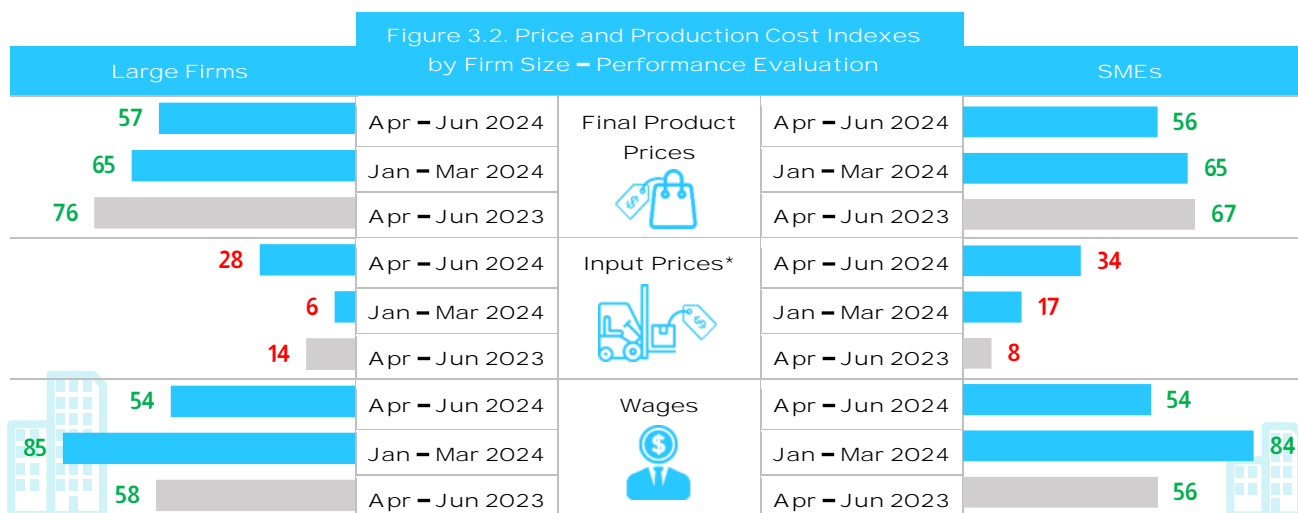 Figure 3.2. Price and Production Cost Indexes
by Firm Size – Performance Evaluation
Large Firms
SMEs
57
Apr – Jun 2024
Final Product
Prices
Apr – Jun 2024
56
65
Jan – Mar 2024
Jan – Mar 2024
65
76
Apr – Jun 2023
Apr – Jun 2023
67
28
Apr – Jun 2024
Input Prices*
Apr – Jun 2024
34
6
Jan – Mar 2024
Jan – Mar 2024
17
14
Apr – Jun 2023
Apr – Jun 2023
8
54
Apr – Jun 2024
Wages
Apr – Jun 2024
54
85
Jan – Mar 2024
Jan – Mar 2024
84
58
Apr – Jun 2023
Apr – Jun 2023
56